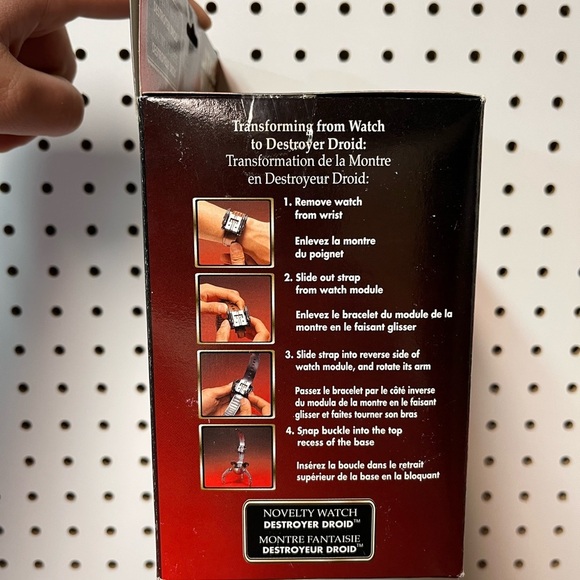 Transforming from Watch
to Destroyer Droid:
Transformation de la Montre
en Destroyeur Droid:
1. Remove watch
from wrist
Enlevez la montre
du poignet
2. Slide out strap
from watch module
Enlevez le bracelet du module de la
montre en le faisant glisser
3. Slide strap into reverse side of
watch module, and rotate its arm
Passez le bracelet par le côté inverse
du modula de la montre en le faisant
glisser et faites tourner son bras
4. Snap buckle into the top
recess of the base
Insérez la boucle dans le retrait
supérieur de la base en la bloquant
NOVELTY WATCH
DESTROYER DROID™
MONTRE FANTAISIE
DESTROYEUR DROID™